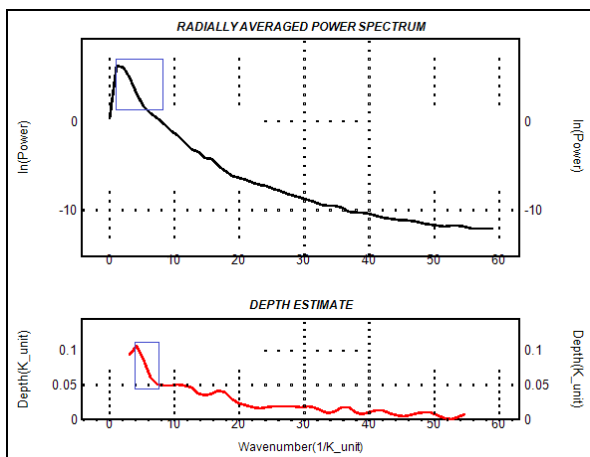 RADIALLY AVERAGED POWER SPECTRUM
ln(Power)
0
-10
0
-10
ln(Power)
0 10 20 30 40 50 60
DEPTH ESTIMATE
Depth(K_unit)
0.1
0.05
0
0.1
0.05
0
Depth(K_unit)
0 10 20 30 40 50 60
Wavenumber(1/K_unit)